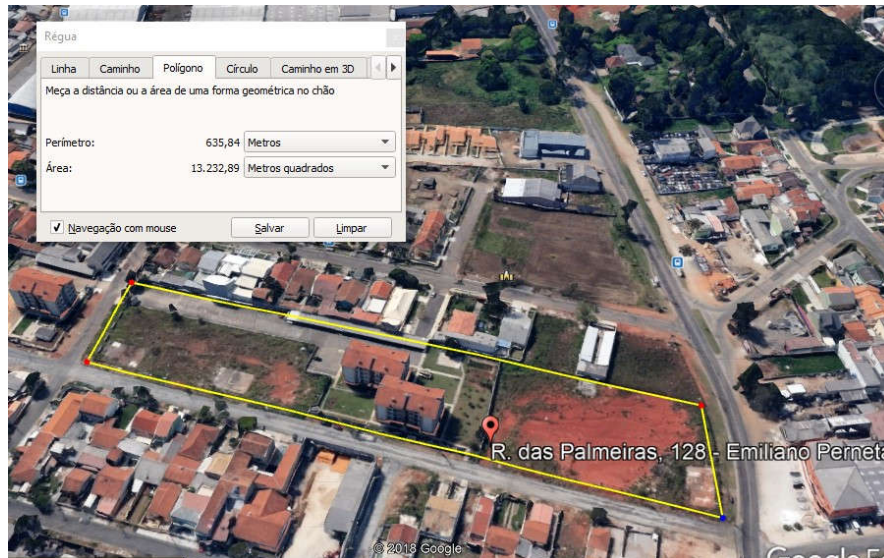 Régua
Linha Caminho Polígono Círculo Caminho em 3D
Meça a distância ou a área de uma forma geométrica no chão
Perímetro: 635,84 Metros
Área: 13.232,89 Metros quadrados
Navegação com mouse Salvar Limpar
R. das Palmeiras, 128 - Emiliano Perneta
© 2018 Google
Google